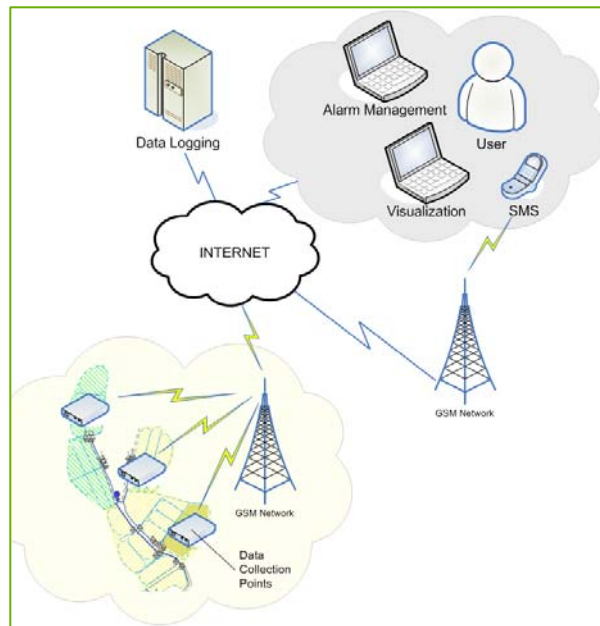 Alarm Management
User
Data Logging
Visualization
SMS
INTERNET
GSM Network
GSM Network
Data
Collection
Points